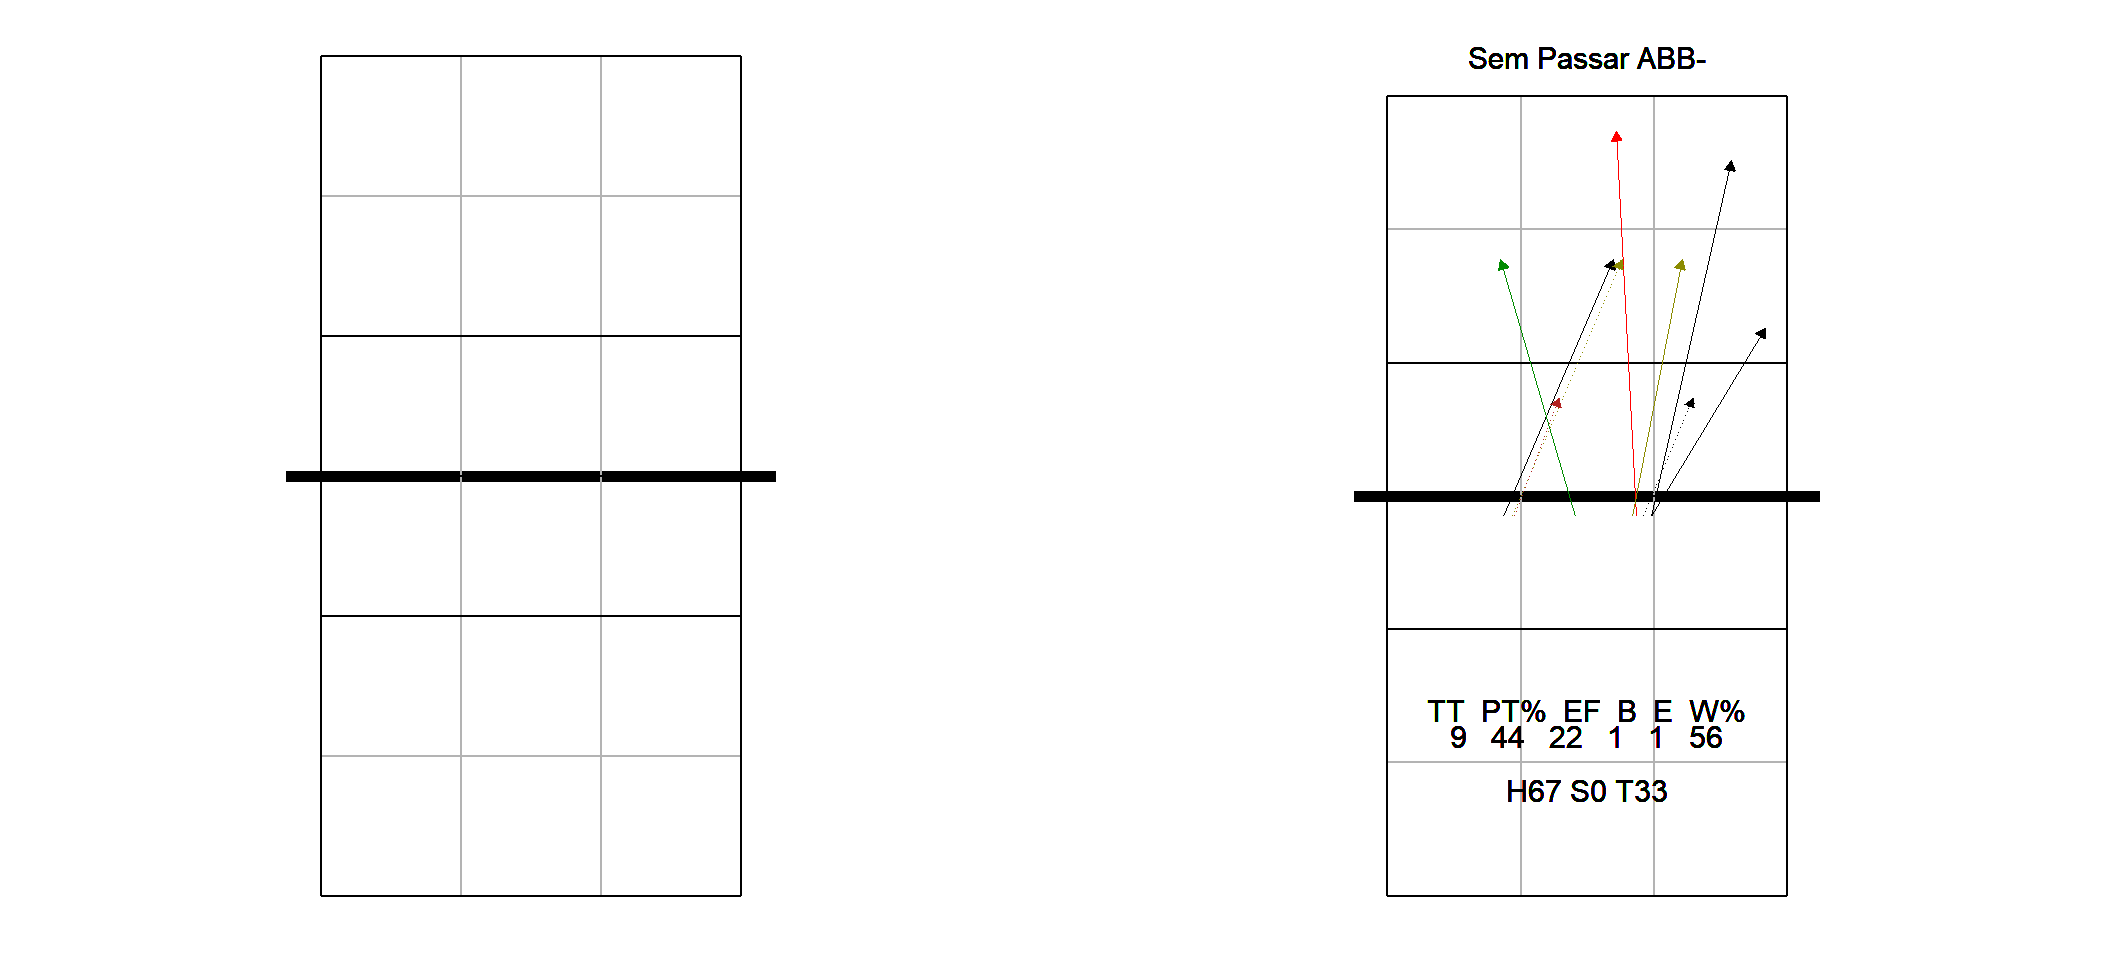 Sem Passar ABB-
TT PT% EF B E W%
9 44 22 1 1 56
H67 S0 T33